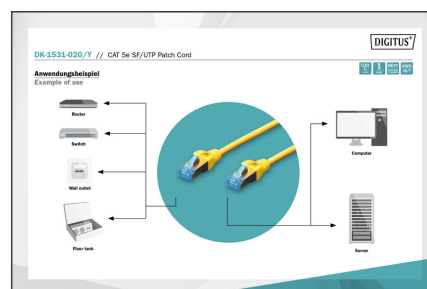 DIGITUS®
DK-1531-020/Y // CAT 5e SF/UTP Patch Cord
Anwendungsbeispiel
Example of use
Router
Switch
Wall outlet
Floor tank
Computer
Server